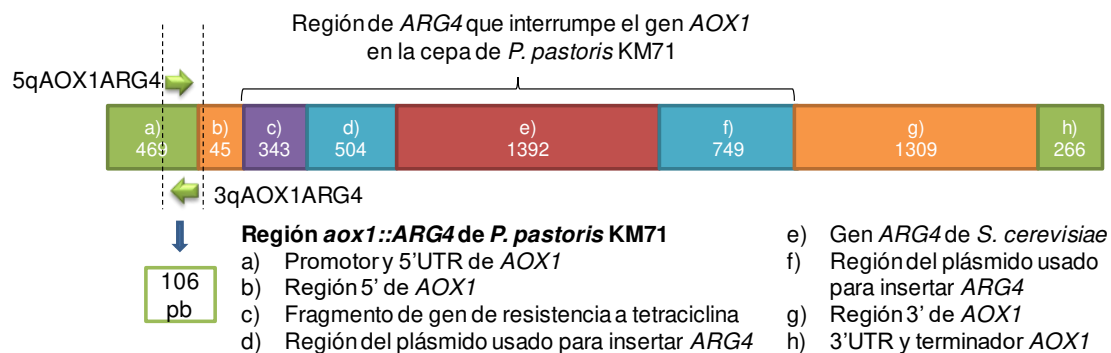 Región de ARG4 que interrumpe el gen AOX1
en la cepa de P. pastoris KM71
5qAOX1ARG4
a)
469
b)
45
c)
343
d)
504
e)
1392
f)
749
g)
1309
h)
266
3qAOX1ARG4
106
pb
Región aox1::ARG4 de P. pastoris KM71
a) Promotor y 5’UTR de AOX1
b) Región 5’ de AOX1
c) Fragmento de gen de resistencia a tetraciclina
d) Región del plásmido usado para insertar ARG4
e) Gen ARG4 de S. cerevisiae
f) Región del plásmido usado
para insertar ARG4
g) Región 3’ de AOX1
h) 3’UTR y terminador AOX1